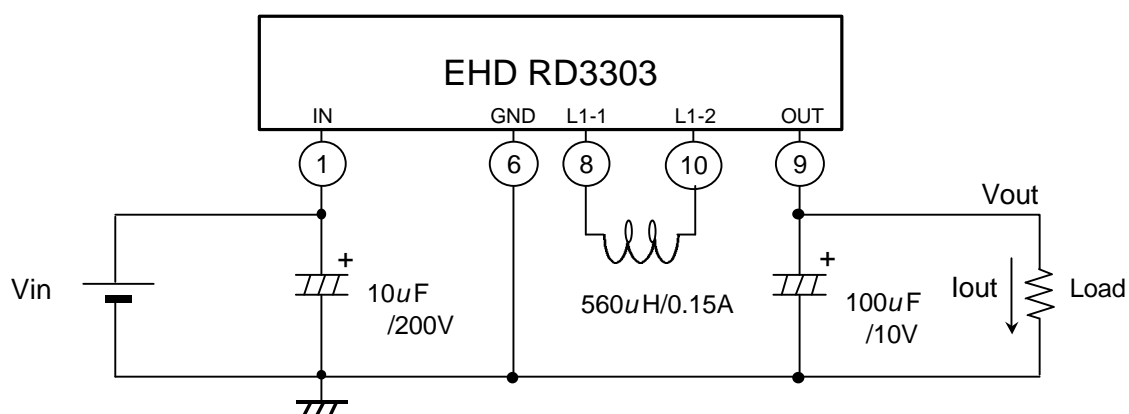 EHD RD3303
IN GND L1-1 L1-2 OUT
1 6 8 10 9
Vout
+ +
Vin 10uF 560uH/0.15A 100uF Iout Load
/200V /10V